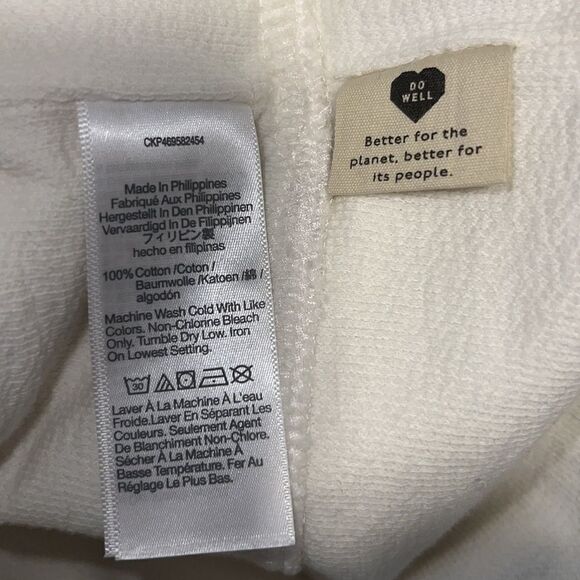 CKP469582454
Made In Philippines
Fabriqué Aux Philippines
Hergestellt In Den Philippinen
Vervaardigd In De Filippijnen
フィリピン製
hecho en filipinas
100% Cotton /Coton /
Baumwolle /Katoen /綿 /
algodón
Machine Wash Cold With Like
Colors. Non-Chlorine Bleach
Only. Tumble Dry Low. Iron
On Lowest Setting.
30
Laver À La Machine À L'eau
Froide.Laver En Séparant Les
Couleurs. Seulement Agent
De Blanchiment Non-Chlore.
Sécher À La Machine À
Basse Température. Fer Au
Réglage Le Plus Bas.
DO
WELL
Better for the
planet, better for
its people.